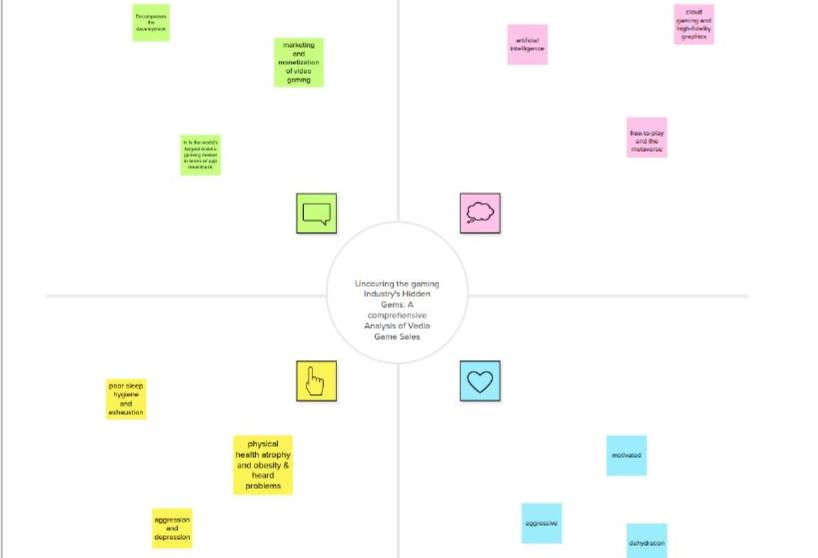 Encompasses
the
development
marketing
and
monetization
of video
gaming
It is the world's
largest mobile
gaming market
in terms of app
downloads
artificial
intelligence
cloud
gaming and
high-fidelity
graphics
free-to-play
and the
metaverse
Uncovring the gaming
Industry's Hidden
Gems: A
comprehensive
Analysis of Vedio
Game Sales
poor sleep
hygiene
and
exhaustion
physical
health atrophy
and obesity &
heard
problems
aggression
and
depression
motivated
aggressive
dehydration